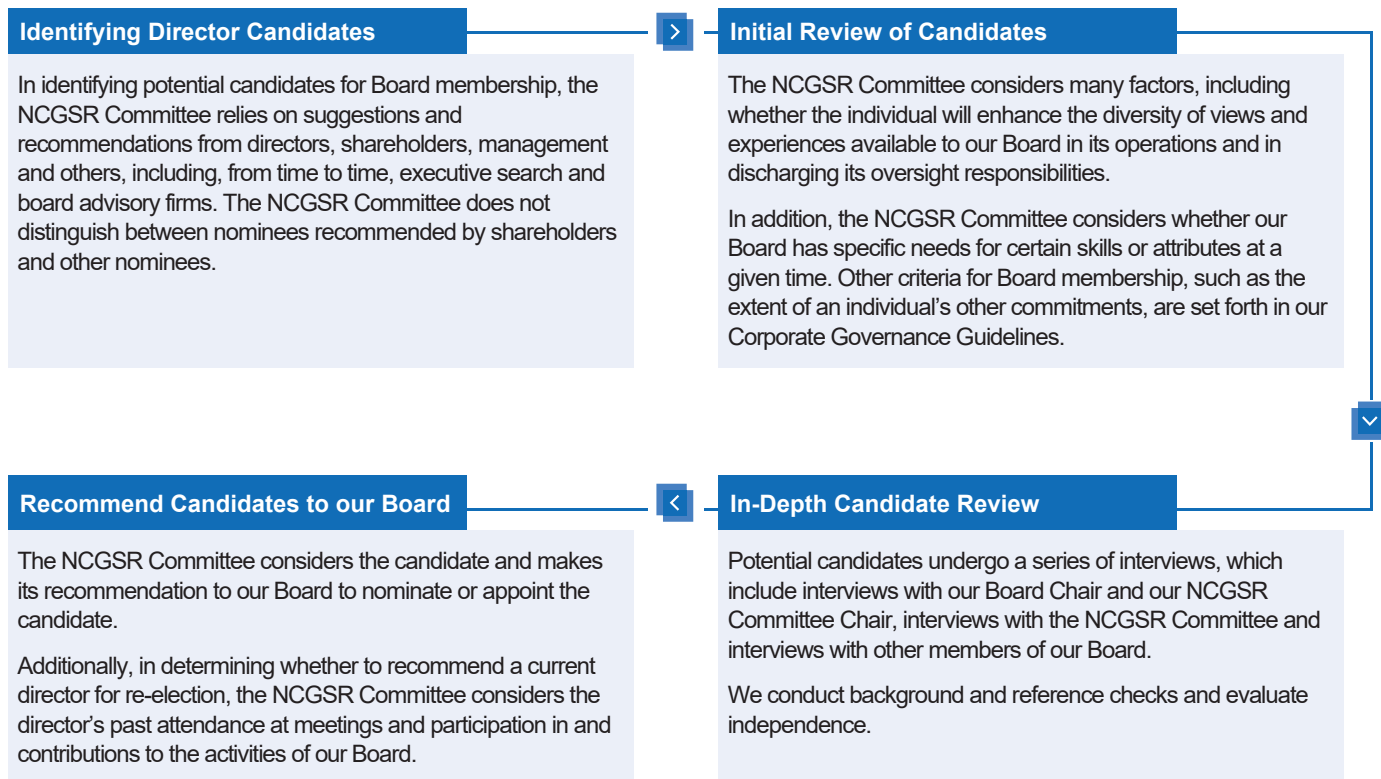 Identifying Director Candidates
In identifying potential candidates for Board membership, the
NCGSR Committee relies on suggestions and
recommendations from directors, shareholders, management
and others, including, from time to time, executive search and
board advisory firms. The NCGSR Committee does not
distinguish between nominees recommended by shareholders
and other nominees.
Initial Review of Candidates
The NCGSR Committee considers many factors, including
whether the individual will enhance the diversity of views and
experiences available to our Board in its operations and in
discharging its oversight responsibilities.
In addition, the NCGSR Committee considers whether our
Board has specific needs for certain skills or attributes at a
given time. Other criteria for Board membership, such as the
extent of an individual’s other commitments, are set forth in our
Corporate Governance Guidelines.
In-Depth Candidate Review
Potential candidates undergo a series of interviews, which
include interviews with our Board Chair and our NCGSR
Committee Chair, interviews with the NCGSR Committee and
interviews with other members of our Board.
We conduct background and reference checks and evaluate
independence.
Recommend Candidates to our Board
The NCGSR Committee considers the candidate and makes
its recommendation to our Board to nominate or appoint the
candidate.
Additionally, in determining whether to recommend a current
director for re-election, the NCGSR Committee considers the
director’s past attendance at meetings and participation in and
contributions to the activities of our Board.